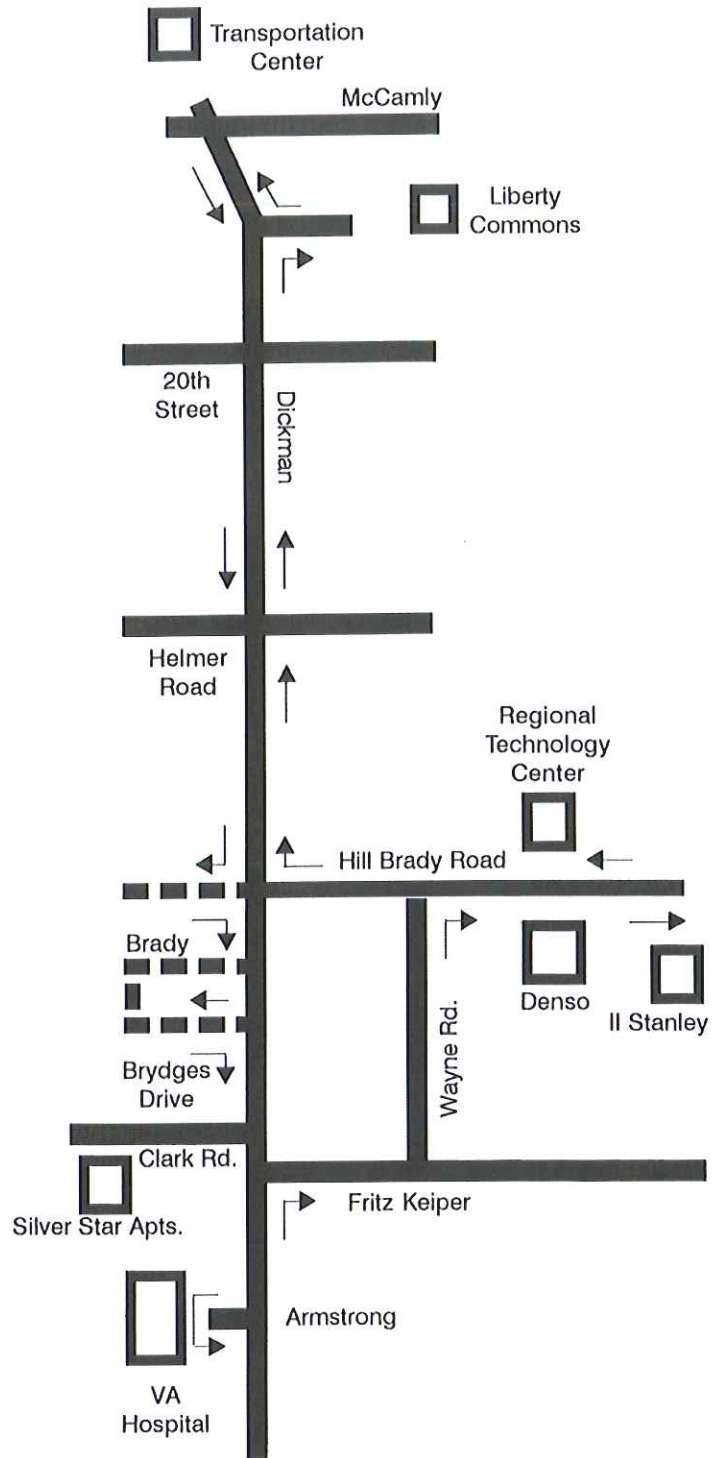 Transportation
Center
McCamly
Liberty
Commons
20th
Street
Dickman
Helmer
Road
Regional
Technology
Center
Hill Brady Road
Brady
Denso
II Stanley
Wayne Rd.
Brydges
Drive
Clark Rd.
Fritz Keiper
Silver Star Apts.
Armstrong
VA
Hospital